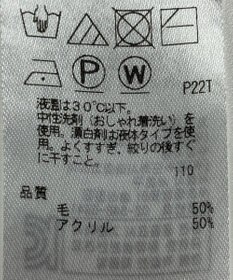 P
W
P22T
液温は30℃以下。
中性洗剤(おしゃれ着洗い)を
使用。漂白剤は液体タイプを使
用。よくすすぎ、絞りの後すぐ
に干すこと。
110
品質
毛 50%
アクリル 50%